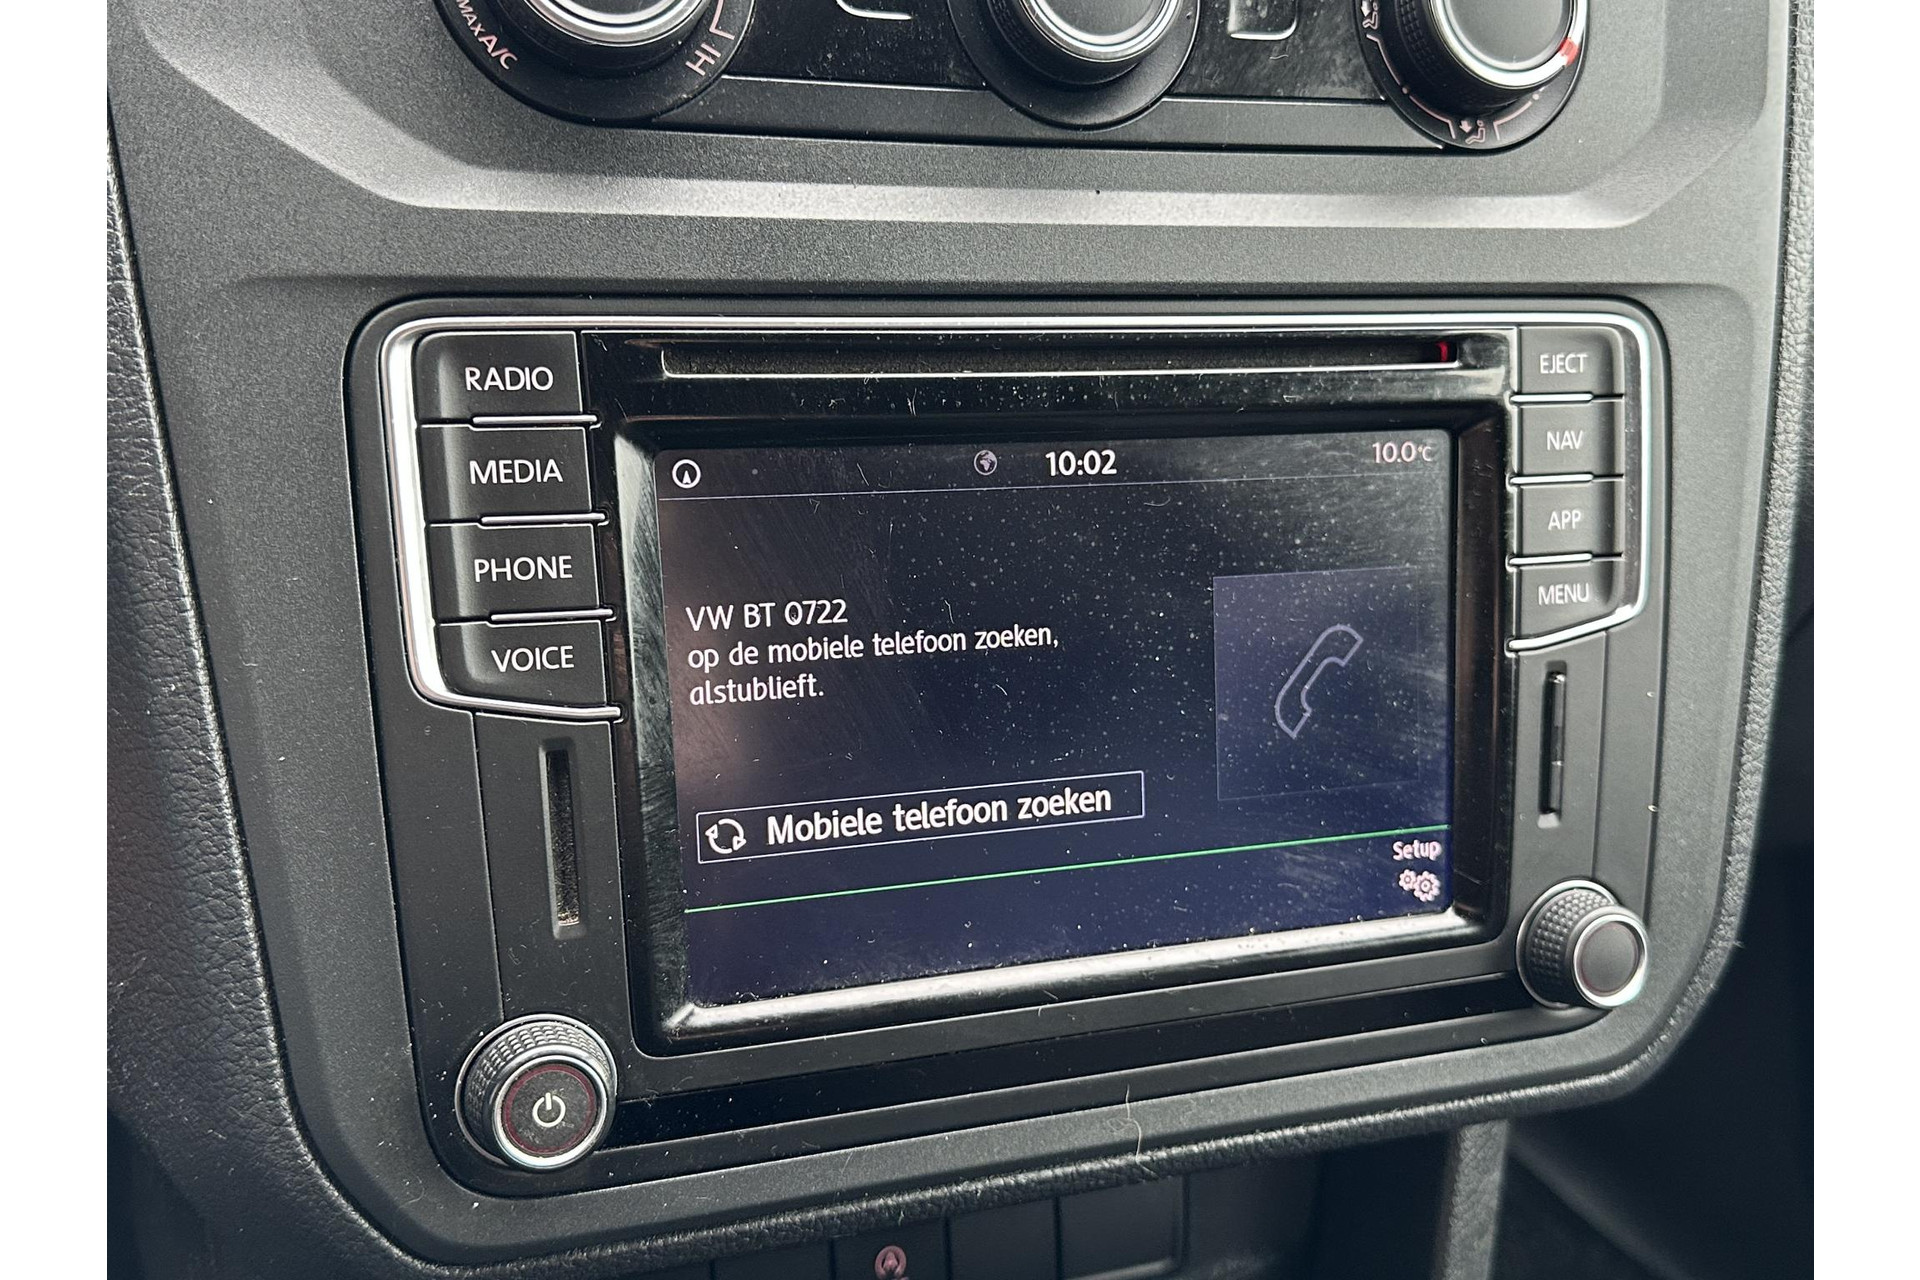 MAX A/C
HI
RADIO
MEDIA
PHONE
VOICE
EJECT
NAV
APP
MENU
10:02
10.0°C
VW BT 0722
op de mobiele telefoon zoeken,
alstublieft.
Mobiele telefoon zoeken
Setup